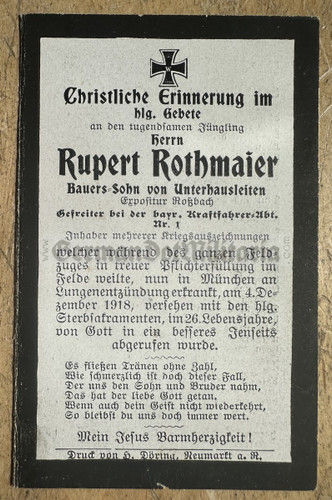 Christliche Erinnerung im
hlg. Gebete
an den tugendsamen Jüngling
Herrn
Rupert Rothmaier
Bauers-Sohn von Unterhausleiten
Expositur Roßbach
Gefreiter bei der bayr. Kraftfahrer-Abt.
Nr. 1
Inhaber mehrerer Kriegsauszeichnungen
welcher während des ganzen Feld-
zuges in treuer Pflichterfüllung im
Felde weilte, nun in München an
Lungenentzündung erkrankt, am 4. De-
zember 1918, versehen mit den hlg.
Sterbsakramenten, im 26. Lebensjahre,
von Gott in ein besseres Jenseits
abgerufen wurde.
Es fließen Tränen ohne Zahl,
Wie schmerzlich ist doch dieser Fall,
Der uns den Sohn und Bruder nahm,
Das hat der liebe Gott getan.
Wenn auch dein Geist nicht wiederkehrt,
So bleibst du uns doch immer wert.
Mein Jesus Barmherzigkeit!
Druck von H. Döring, Neumarkt a. R.